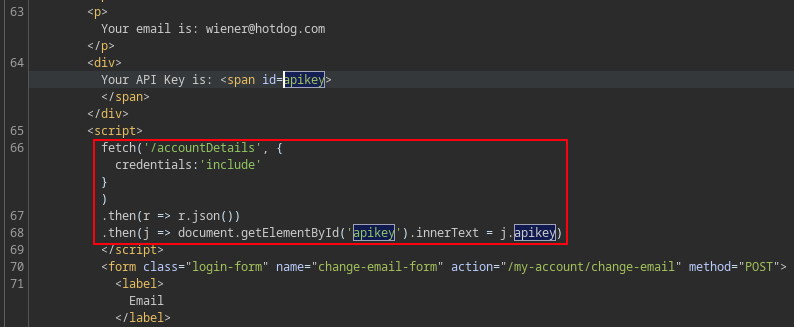 63 <p>
Your email is: wiener@hotdog.com
</p>
64 <div>
Your API Key is: <span id=apikey>
</span>
</div>
65 <script>
66 fetch('/accountDetails', {
credentials:'include'
}
)
67 .then(r => r.json())
68 .then(j => document.getElementById('apikey').innerText = j.apikey)
69 </script>
70 <form class="login-form" name="change-email-form" action="/my-account/change-email" method="POST">
71 <label>
Email
</label>